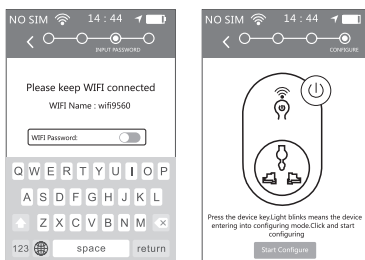 NO SIM 14 : 44
INPUT PASSWORD
Please keep WIFI connected
WIFI Name : wifi9560
WIFI Password:
Q W E R T Y U I O P
A S D F G H J K L
Z X C V B N M
123 space return
NO SIM 14 : 44
CONFIGURE
Press the device key.Light blinks means the device
entering into configuring mode.Click and start
configuring
Start Configure